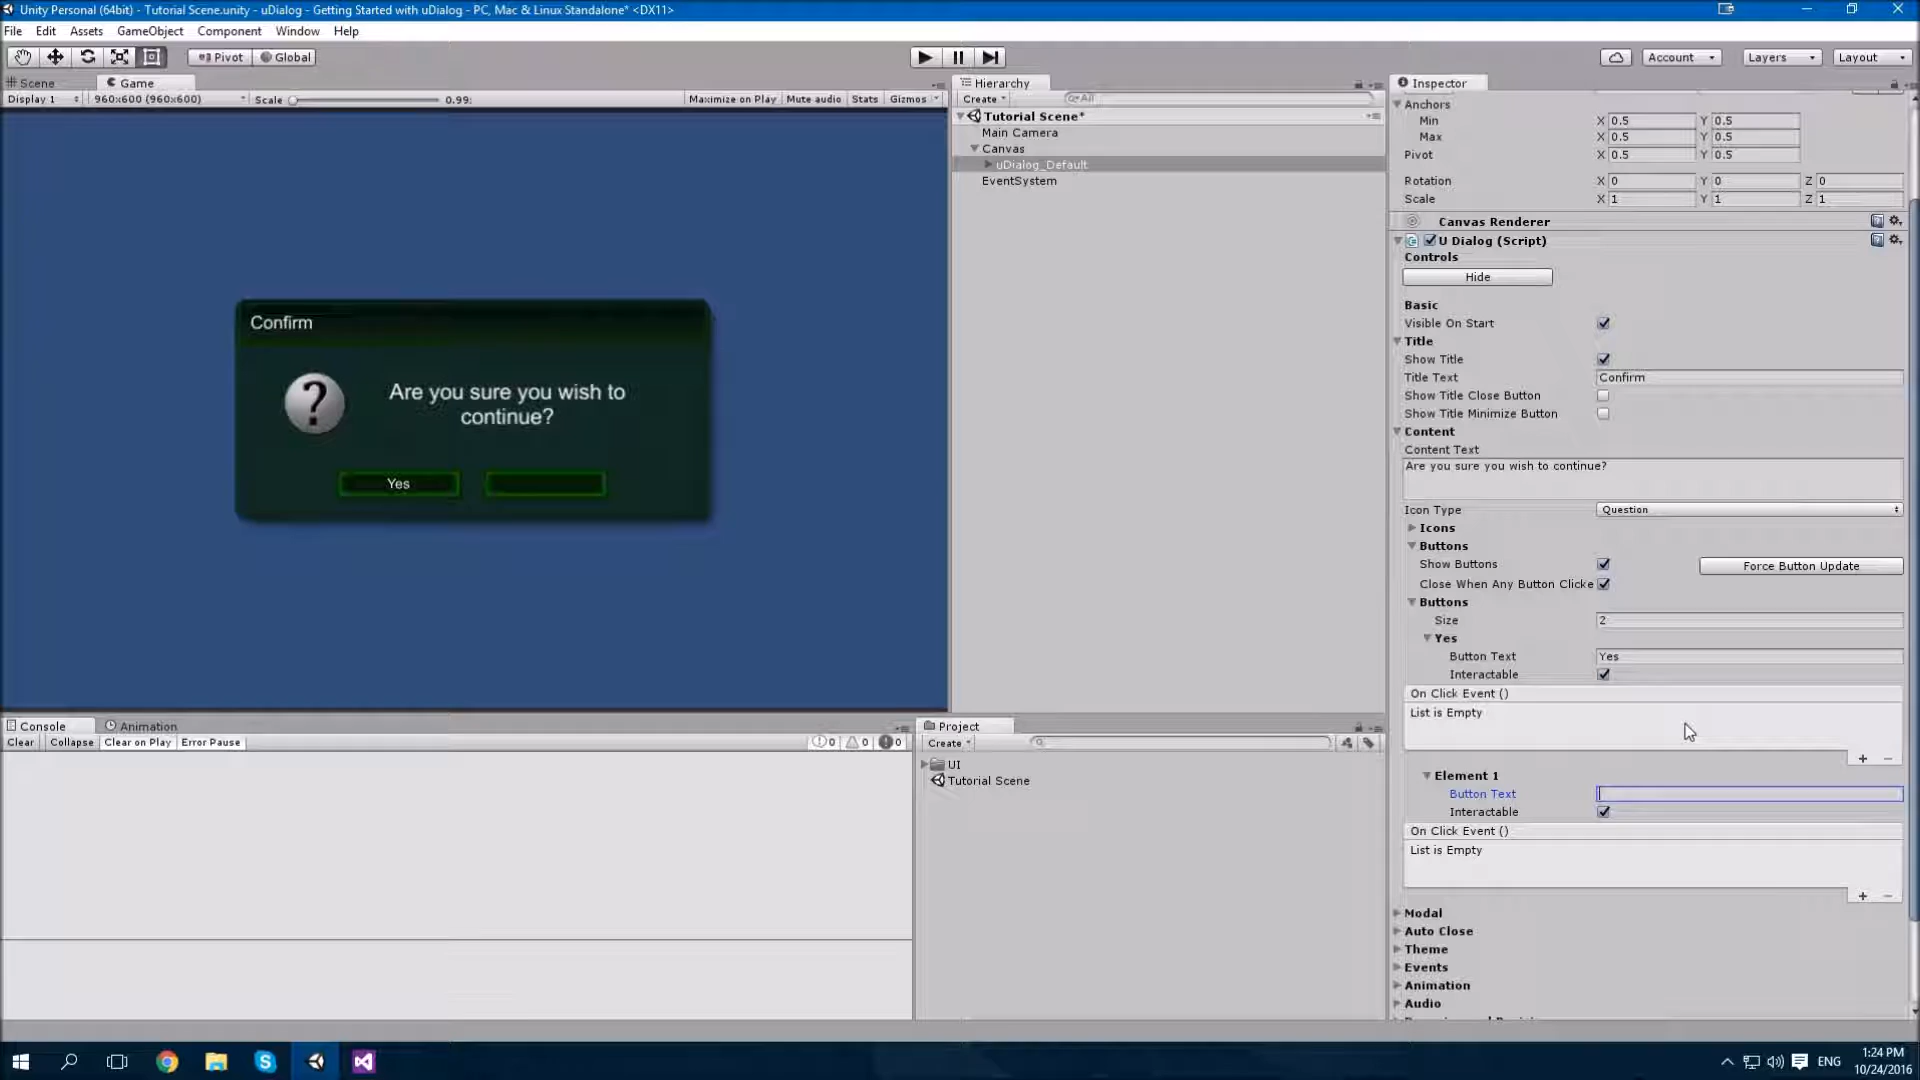 Unity Personal (64bit) - Tutorial Scene.unity - uDialog - Getting Started with uDialog - PC, Mac & Linux Standalone* <DX11>
File Edit Assets GameObject Component Window Help
Pivot Global Account Layers Layout
Scene Game
Display 1 960x600 (960x600) Scale 0.99: Maximize on Play Mute audio Stats Gizmos
Confirm
Are you sure you wish to
continue?
Yes
Hierarchy
Create All
Tutorial Scene*
Main Camera
Canvas
uDialog_Default
EventSystem
Console Animation
Clear Collapse Clear on Play Error Pause 0 0 0
Project
Create
UI
Tutorial Scene
Inspector
Anchors
Min X 0.5 Y 0.5
Max X 0.5 Y 0.5
Pivot X 0.5 Y 0.5
Rotation X 0 Y 0 Z 0
Scale X 1 Y 1 Z 1
Canvas Renderer
U Dialog (Script)
Controls
Hide
Basic
Visible On Start
Title
Show Title
Title Text Confirm
Show Title Close Button
Show Title Minimize Button
Content
Content Text
Are you sure you wish to continue?
Icon Type Question
Icons
Buttons
Show Buttons Force Button Update
Close When Any Button Clicke
Buttons
Size 2
Yes
Button Text Yes
Interactable
On Click Event ()
List is Empty
+ -
Element 1
Button Text
Interactable
On Click Event ()
List is Empty
+ -
Modal
Auto Close
Theme
Events
Animation
Audio
ENG
1:24 PM
10/24/2016